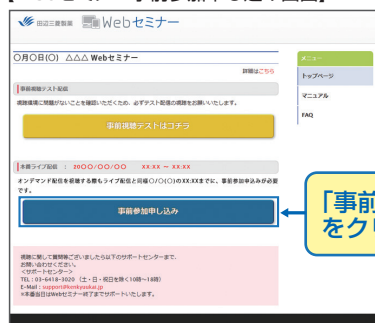 田辺三菱製薬 Webセミナー
〇月〇日(〇) △△△ Webセミナー
詳細はこちら
事前視聴テスト配信
視聴環境に問題がないことを確認いただくため、必ずテスト配信の視聴をお願いいたします。
事前視聴テストはコチラ
本番ライブ配信 : 20〇〇/〇〇/〇〇 XX:XX ～ XX:XX
オンデマンド配信を視聴する際もライブ配信と同様〇/〇(〇)のXX:XXまでに、事前参加申込みが必要
です。
事前参加申し込み
視聴に関して質問等ございましたら以下のサポートセンターまで、
お問い合わせください。
<サポートセンター>
TEL : 03-6418-3020 (土・日・祝日を除く10時～18時)
E-Mail : support@kenkyuukai.jp
※本番当日はWebセミナー終了までサポートいたします。
メニュー
トップページ
マニュアル
FAQ
「事前
をクリ